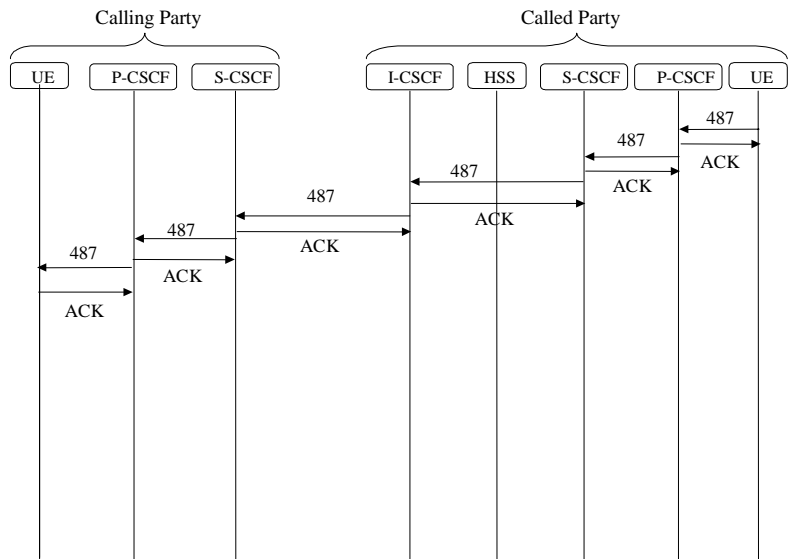 Calling Party Called Party
UE P-CSCF S-CSCF I-CSCF HSS S-CSCF P-CSCF UE
487
ACK
487
ACK
487
ACK
487
ACK
487
ACK
487
ACK